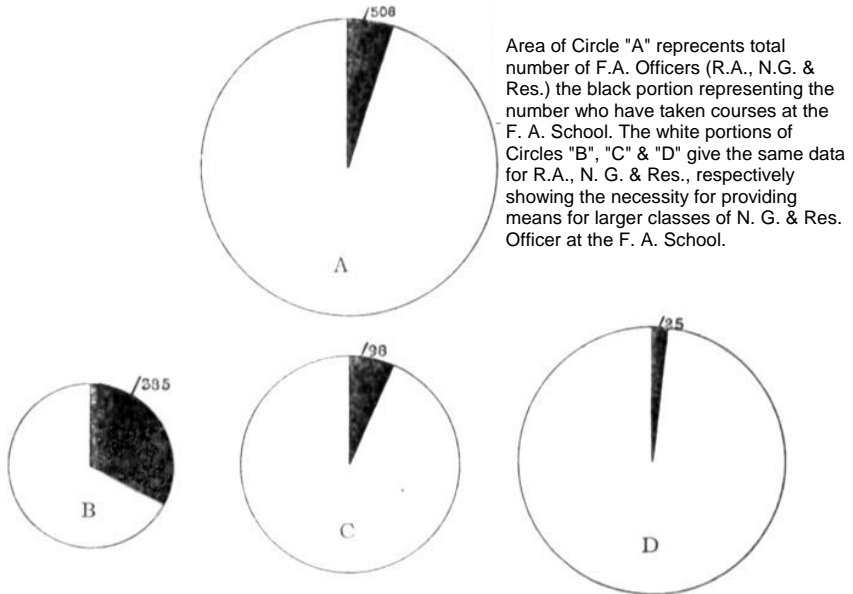 /508
Area of Circle "A" reprecents total
number of F.A. Officers (R.A., N.G. &
Res.) the black portion representing the
number who have taken courses at the
F. A. School. The white portions of
Circles "B", "C" & "D" give the same data
for R.A., N. G. & Res., respectively
showing the necessity for providing
means for larger classes of N. G. & Res.
Officer at the F. A. School.
A
/385
B
/98
C
/25
D